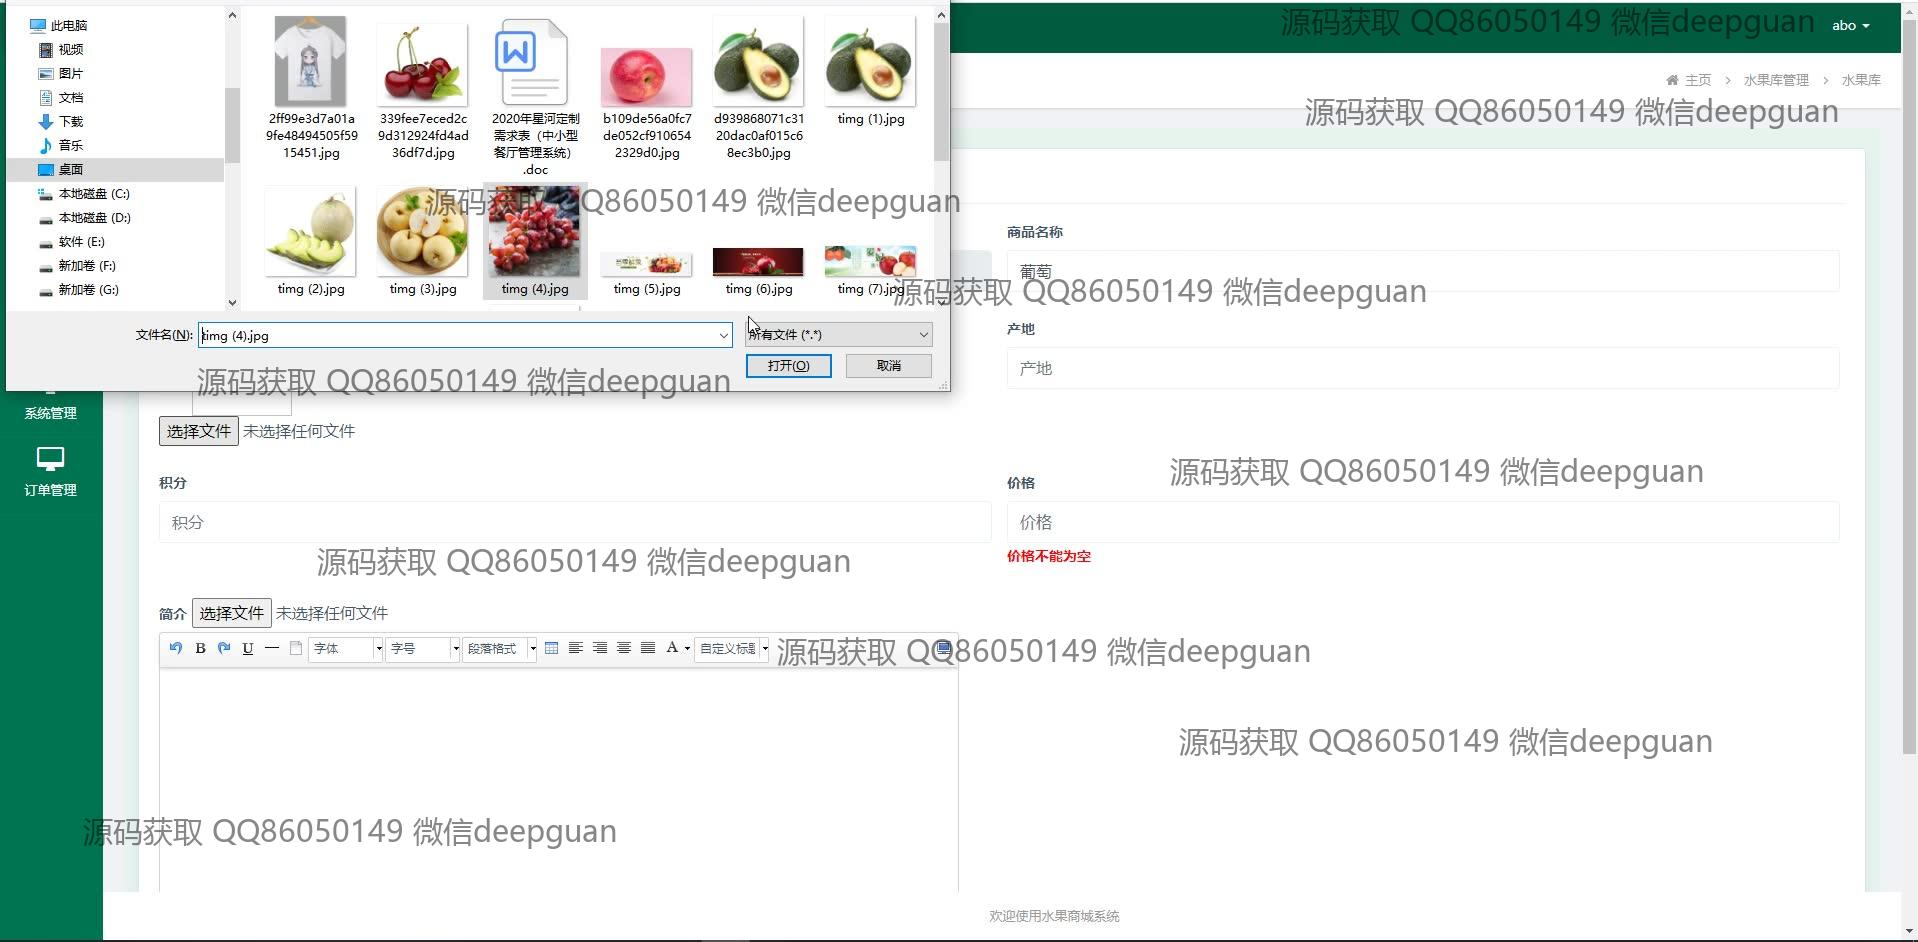 此电脑
视频
图片
文档
下载
音乐
桌面
本地磁盘 (C:)
本地磁盘 (D:)
软件 (E:)
新加卷 (F:)
新加卷 (G:)
2ff99e3d7a01a
9fe48494505f59
15451.jpg
339fee7eced2c
9d312924fd4ad
36df7d.jpg
2020年星河定制
需求表（中小型
餐厅管理系统）
.doc
b109de56a0fc7
de052cf910654
2329d0.jpg
d939868071c31
20dac0af015c6
8ec3b0.jpg
timg (1).jpg
timg (2).jpg
timg (3).jpg
timg (4).jpg
timg (5).jpg
timg (6).jpg
timg (7).jpg
文件名(N):
timg (4).jpg
所有文件 (*.*)
打开(O)
取消
源码获取 QQ86050149 微信deepguan
abo
主页 > 水果库管理 > 水果库
源码获取 QQ86050149 微信deepguan
源码获取 QQ86050149 微信deepguan
商品名称
葡萄
源码获取 QQ86050149 微信deepguan
产地
产地
源码获取 QQ86050149 微信deepguan
系统管理
订单管理
选择文件 未选择任何文件
源码获取 QQ86050149 微信deepguan
积分
积分
价格
价格
价格不能为空
源码获取 QQ86050149 微信deepguan
简介 选择文件 未选择任何文件
B U 字体 字号 段落格式 A 自定义标题
源码获取 QQ86050149 微信deepguan
源码获取 QQ86050149 微信deepguan
源码获取 QQ86050149 微信deepguan
欢迎使用水果商城系统